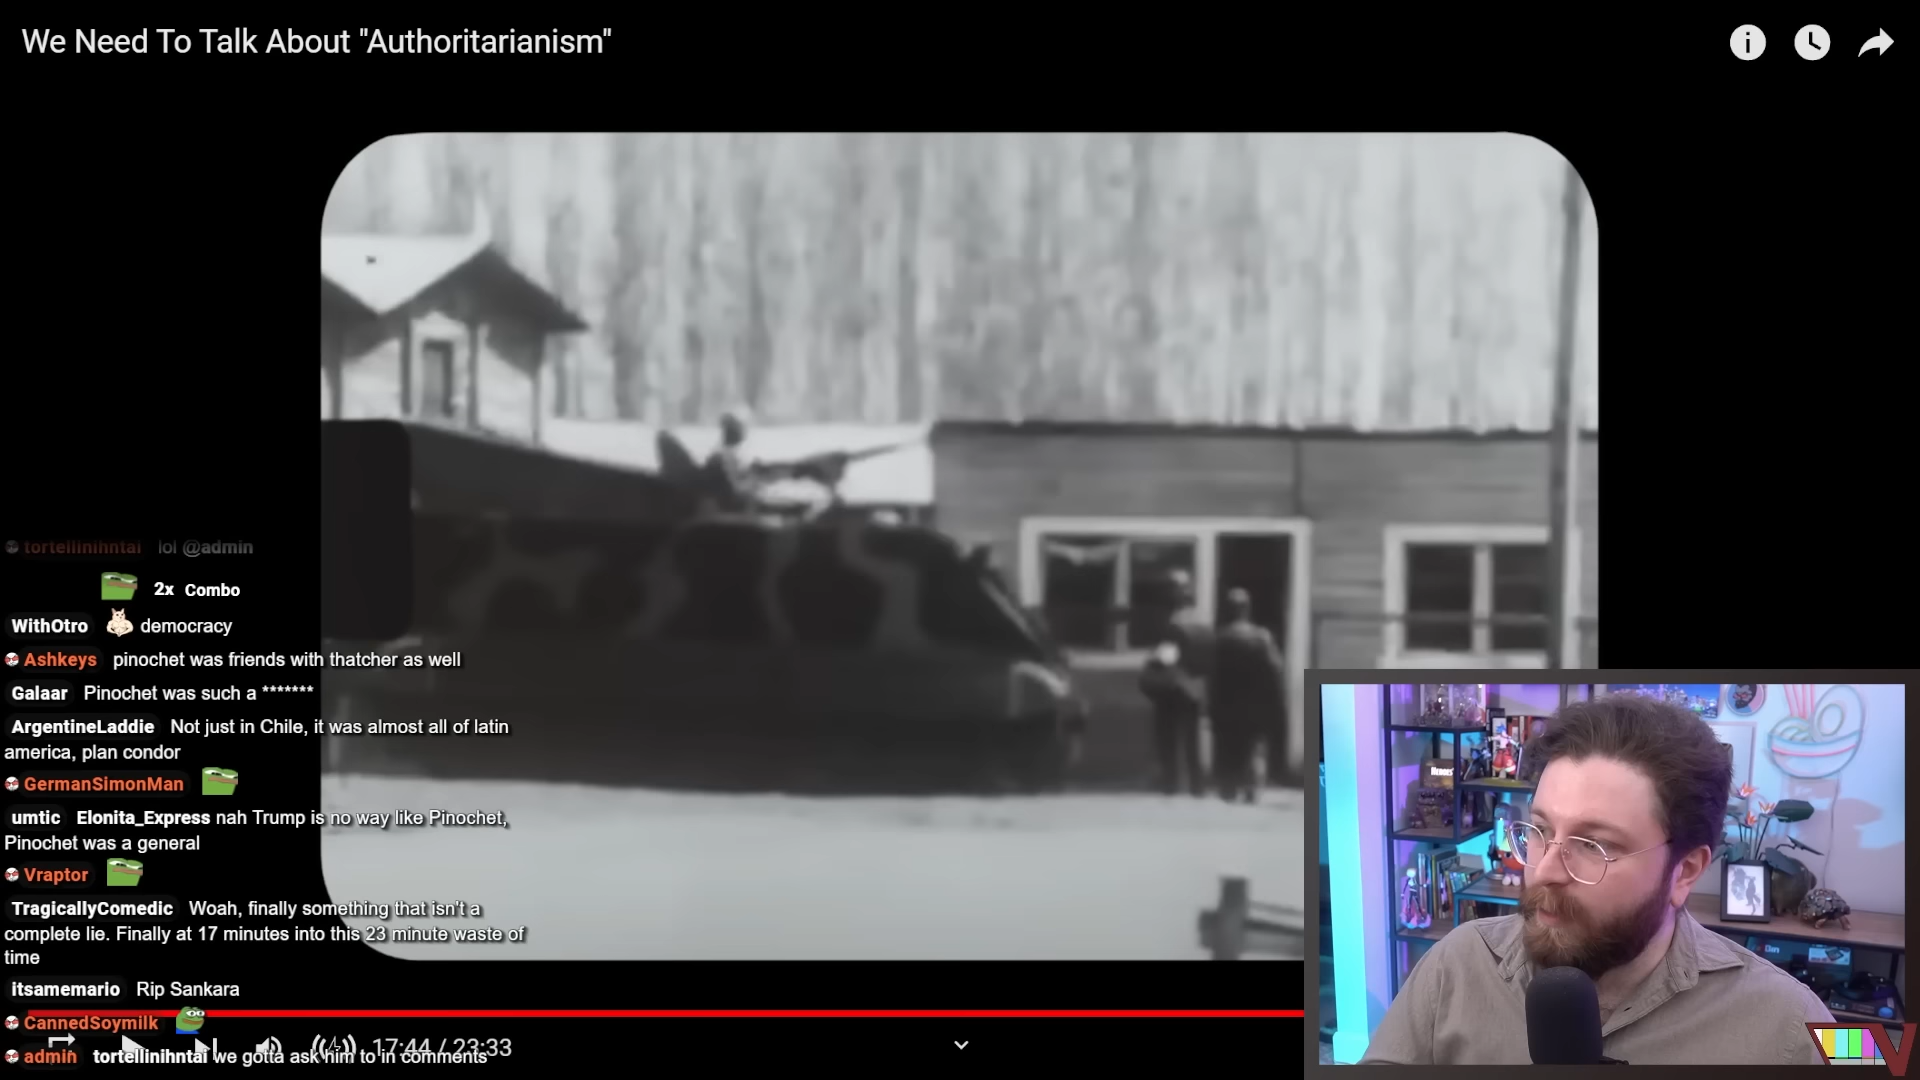 We Need To Talk About "Authoritarianism"
tortellinihntai lol @admin
2x Combo
WithOtro democracy
Ashkeys pinochet was friends with thatcher as well
Galaar Pinochet was such a *******
ArgentineLaddie Not just in Chile, it was almost all of latin
america, plan condor
GermanSimonMan
umtic Elonita_Express nah Trump is no way like Pinochet,
Pinochet was a general
Vraptor
TragicallyComedic Woah, finally something that isn't a
complete lie. Finally at 17 minutes into this 23 minute waste of
time
itsamemario Rip Sankara
CannedSoymilk
17:44 / 23:33
admin tortellinihntai we gotta ask him to in comments